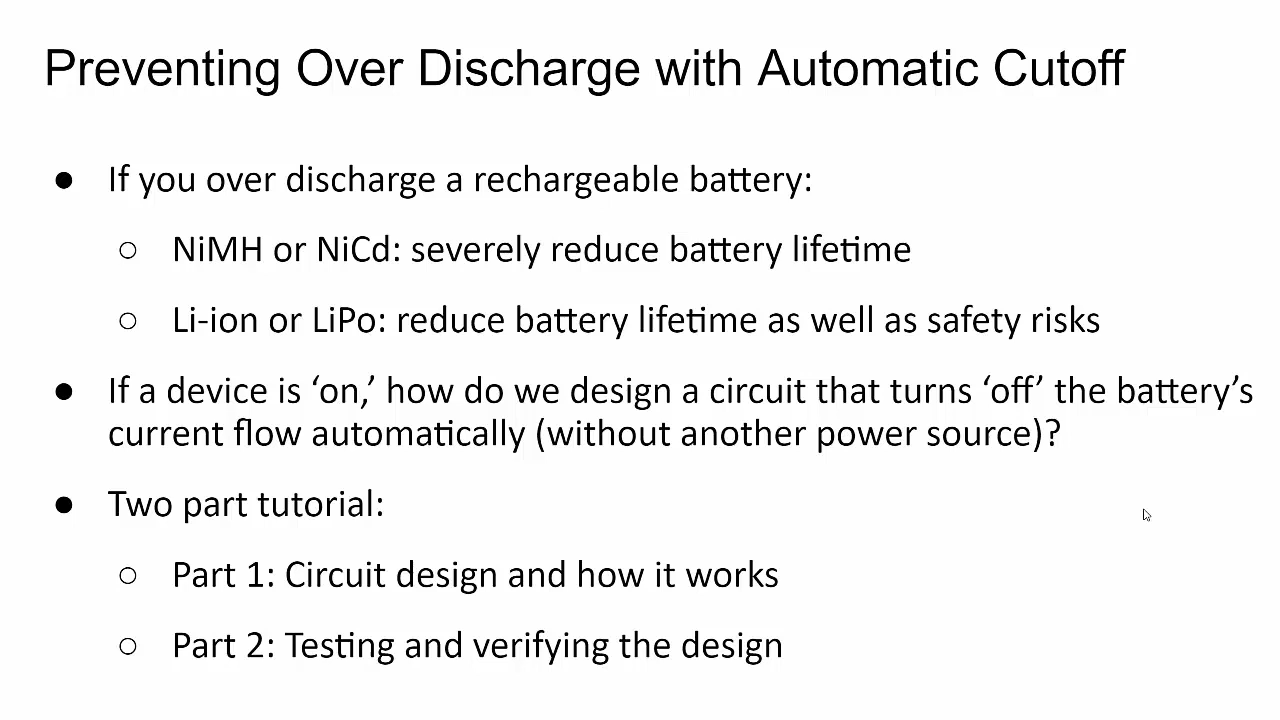 Preventing Over Discharge with Automatic Cutoff
● If you over discharge a rechargeable battery:
○ NiMH or NiCd: severely reduce battery lifetime
○ Li-ion or LiPo: reduce battery lifetime as well as safety risks
● If a device is ‘on,’ how do we design a circuit that turns ‘off’ the battery’s
current flow automatically (without another power source)?
● Two part tutorial:
○ Part 1: Circuit design and how it works
○ Part 2: Testing and verifying the design